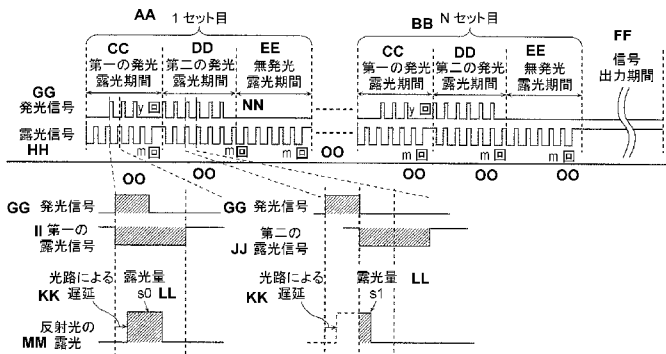 AA 1セット目
BB Nセット目
CC DD EE CC DD EE FF
第一の発光 第二の発光 無発光 第一の発光 第二の発光 無発光 信号
露光期間 露光期間 露光期間 露光期間 露光期間 露光期間 出力期間
GG
発光信号 y回 NN y回
露光信号
HH m回 m回 m回 OO m回 m回 m回
OO OO OO OO OO
GG 発光信号 GG 発光信号
II 第一の 第二の
露光信号 JJ 露光信号
光路による 露光量 光路による 露光量 LL
KK 遅延 s0 LL KK 遅延 s1
反射光の
MM 露光